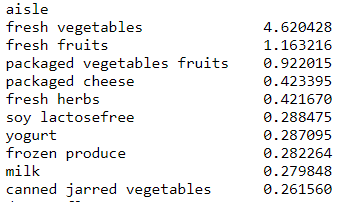 aisle
fresh vegetables 4.620428
fresh fruits 1.163216
packaged vegetables fruits 0.922015
packaged cheese 0.423395
fresh herbs 0.421670
soy lactosefree 0.288475
yogurt 0.287095
frozen produce 0.282264
milk 0.279848
canned jarred vegetables 0.261560